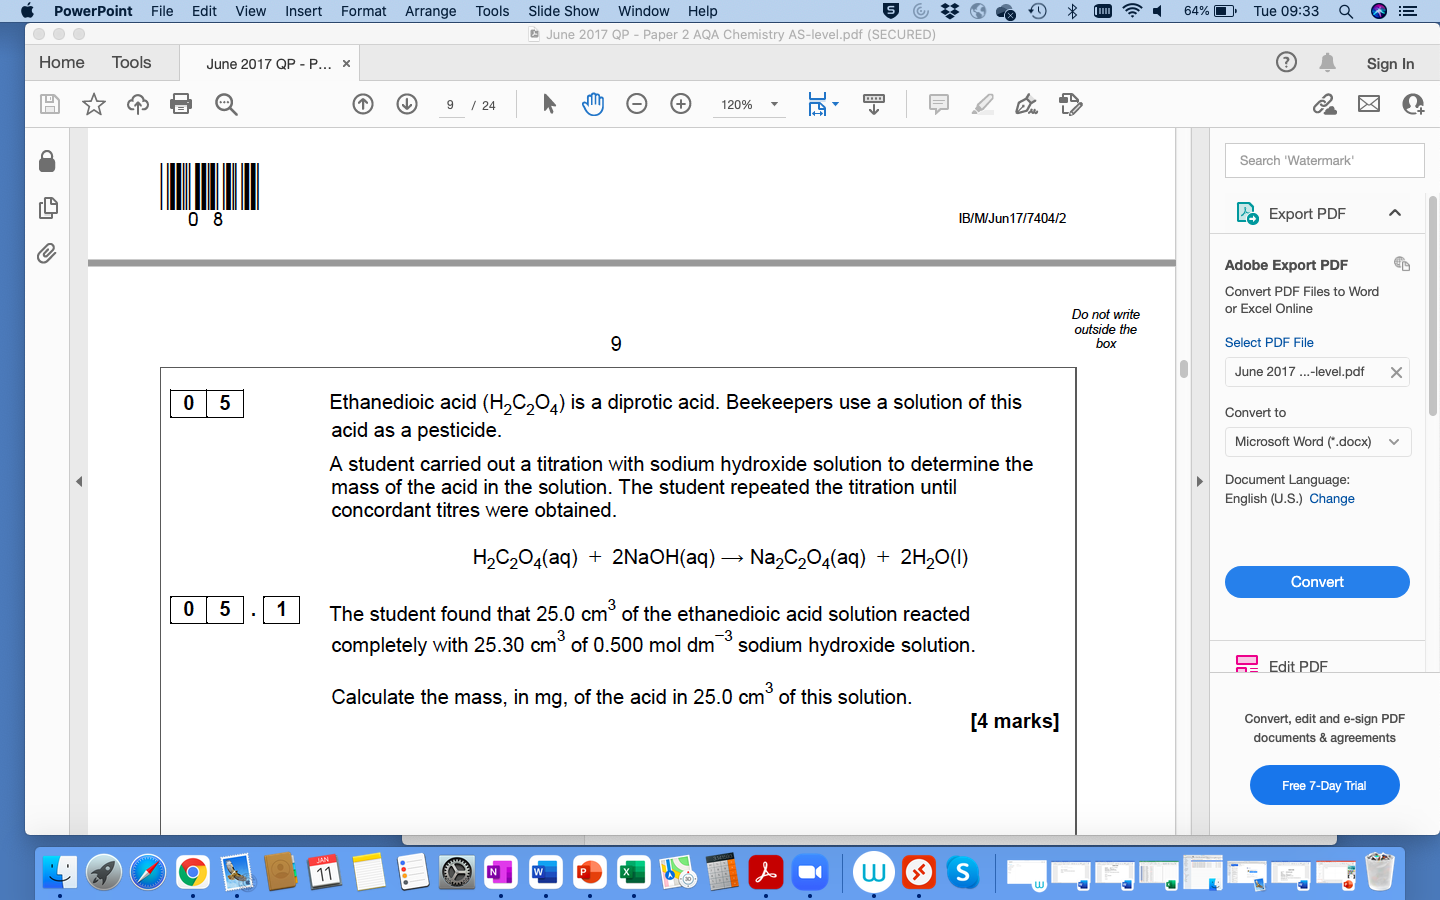 PowerPoint File Edit View Insert Format Arrange Tools Slide Show Window Help 64% Tue 09:33
June 2017 QP - Paper 2 AQA Chemistry AS-level.pdf (SECURED)
Home Tools June 2017 QP - P... × Sign In
9 / 24 120%
Search 'Watermark'
Export PDF
Adobe Export PDF
Convert PDF Files to Word
or Excel Online
Select PDF File
June 2017 ...-level.pdf
Convert to
Microsoft Word (*.docx)
Document Language:
English (U.S.) Change
Convert
Edit PDF
Convert, edit and e-sign PDF
documents & agreements
Free 7-Day Trial
0 8
IB/M/Jun17/7404/2
Do not write
outside the
box
9
0 5 Ethanedioic acid (H₂C₂O₄) is a diprotic acid. Beekeepers use a solution of this
acid as a pesticide.
A student carried out a titration with sodium hydroxide solution to determine the
mass of the acid in the solution. The student repeated the titration until
concordant titres were obtained.
H₂C₂O₄(aq) + 2NaOH(aq) ⟶ Na₂C₂O₄(aq) + 2H₂O(l)
0 5 . 1 The student found that 25.0 cm³ of the ethanedioic acid solution reacted
completely with 25.30 cm³ of 0.500 mol dm⁻³ sodium hydroxide solution.
Calculate the mass, in mg, of the acid in 25.0 cm³ of this solution.
[4 marks]
JAN
11